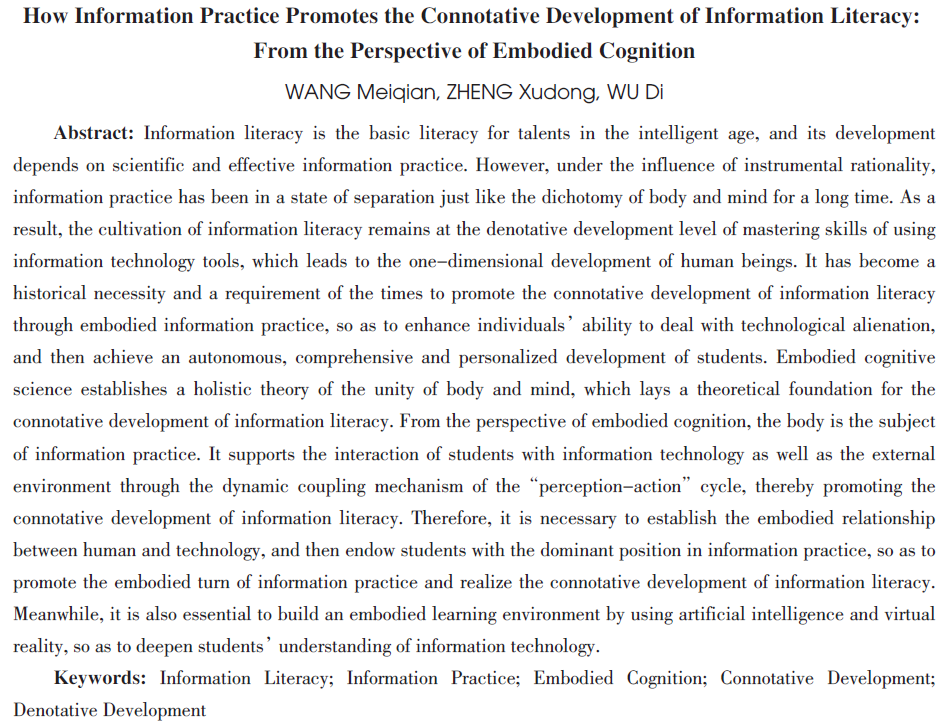 How Information Practice Promotes the Connotative Development of Information Literacy:
From the Perspective of Embodied Cognition
WANG Meiqian, ZHENG Xudong, WU Di
Abstract: Information literacy is the basic literacy for talents in the intelligent age, and its development
depends on scientific and effective information practice. However, under the influence of instrumental rationality,
information practice has been in a state of separation just like the dichotomy of body and mind for a long time. As a
result, the cultivation of information literacy remains at the denotative development level of mastering skills of using
information technology tools, which leads to the one-dimensional development of human beings. It has become a
historical necessity and a requirement of the times to promote the connotative development of information literacy
through embodied information practice, so as to enhance individuals’ ability to deal with technological alienation,
and then achieve an autonomous, comprehensive and personalized development of students. Embodied cognitive
science establishes a holistic theory of the unity of body and mind, which lays a theoretical foundation for the
connotative development of information literacy. From the perspective of embodied cognition, the body is the subject
of information practice. It supports the interaction of students with information technology as well as the external
environment through the dynamic coupling mechanism of the “perception-action” cycle, thereby promoting the
connotative development of information literacy. Therefore, it is necessary to establish the embodied relationship
between human and technology, and then endow students with the dominant position in information practice, so as to
promote the embodied turn of information practice and realize the connotative development of information literacy.
Meanwhile, it is also essential to build an embodied learning environment by using artificial intelligence and virtual
reality, so as to deepen students’ understanding of information technology.
Keywords: Information Literacy; Information Practice; Embodied Cognition; Connotative Development;
Denotative Development